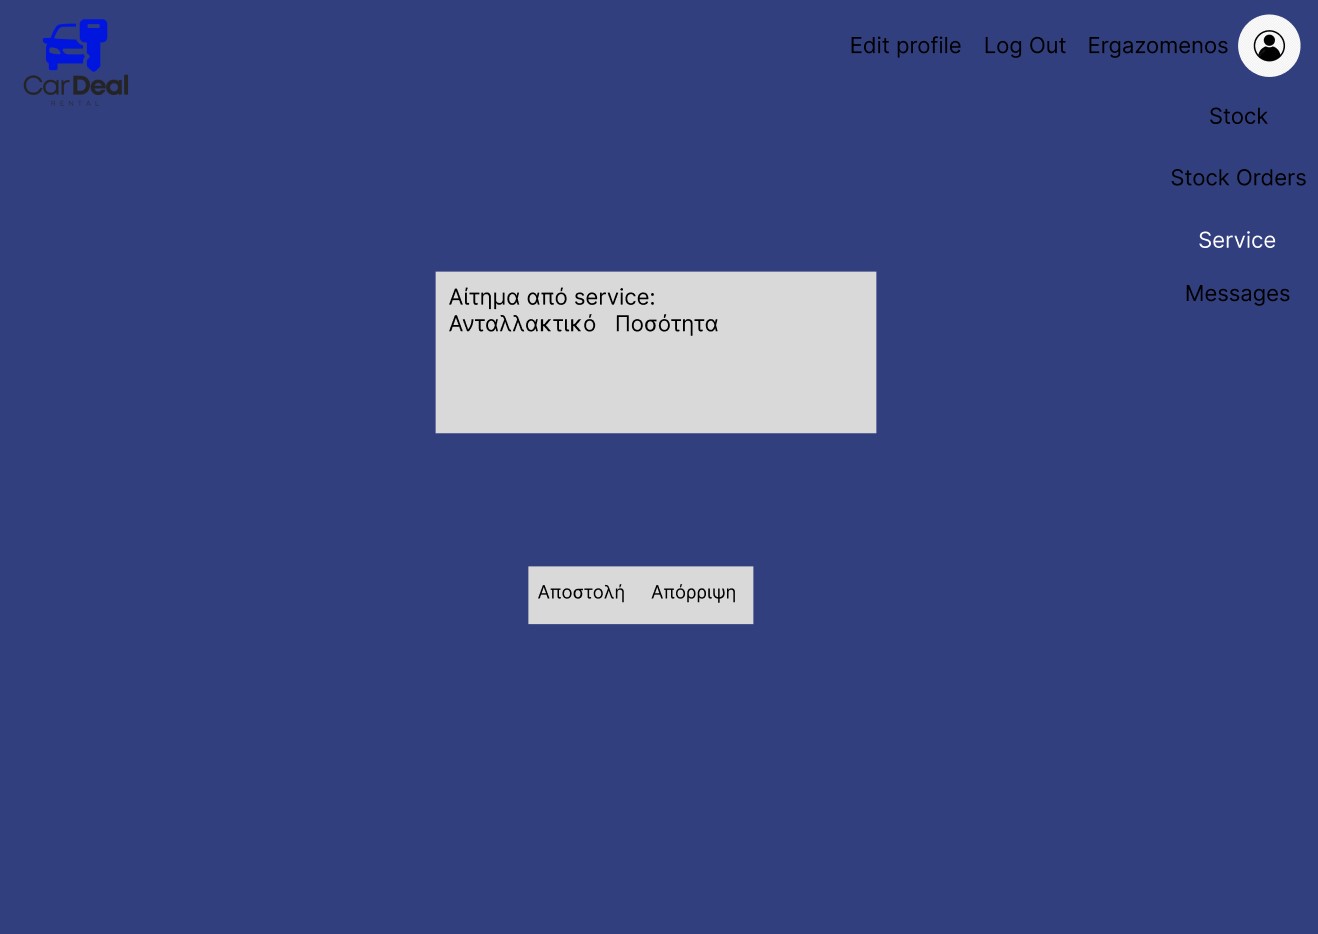 CarDeal
RENTAL
Edit profile Log Out Ergazomenos
Stock
Stock Orders
Service
Messages
Αίτημα από service:
Ανταλλακτικό Ποσότητα
Αποστολή Απόρριψη